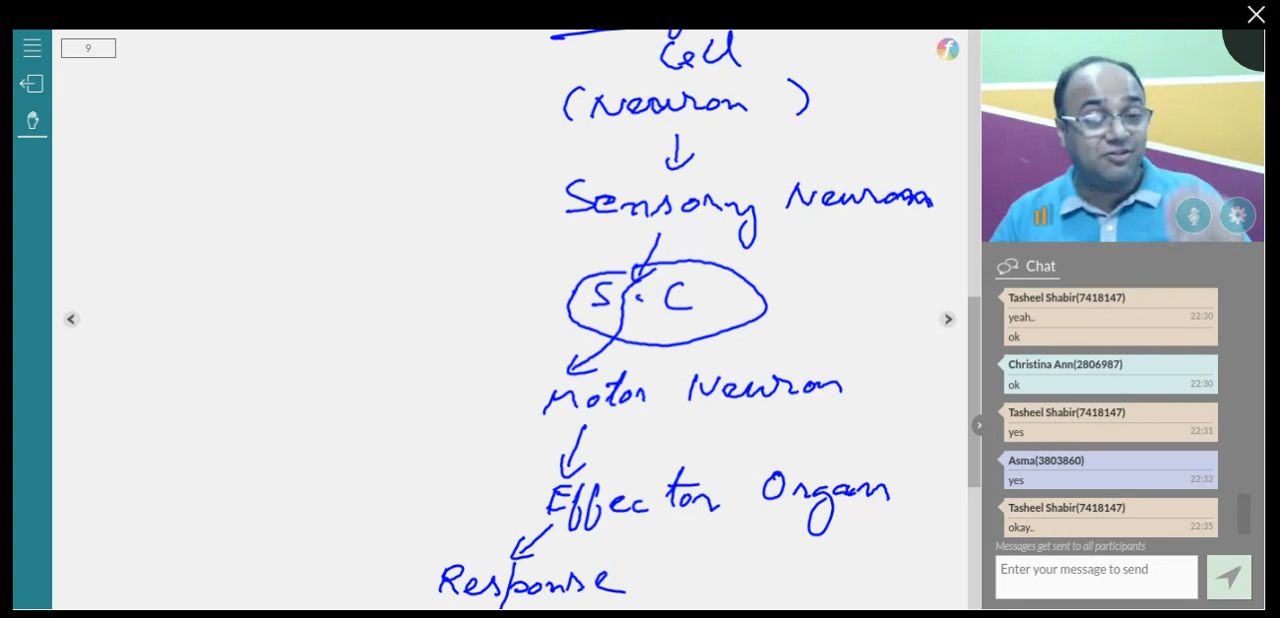 9
Cell
(Neuron )
Sensory Neuron
S. C
Motor Neuron
Effector Organ
Response
Chat
Tasheel Shabir(7418147)
yeah.. 22:30
ok
Christina Ann(2806987)
ok 22:30
Tasheel Shabir(7418147)
yes 22:31
Asma(3803860)
yes 22:32
Tasheel Shabir(7418147)
okay.. 22:35
Messages get sent to all participants
Enter your message to send